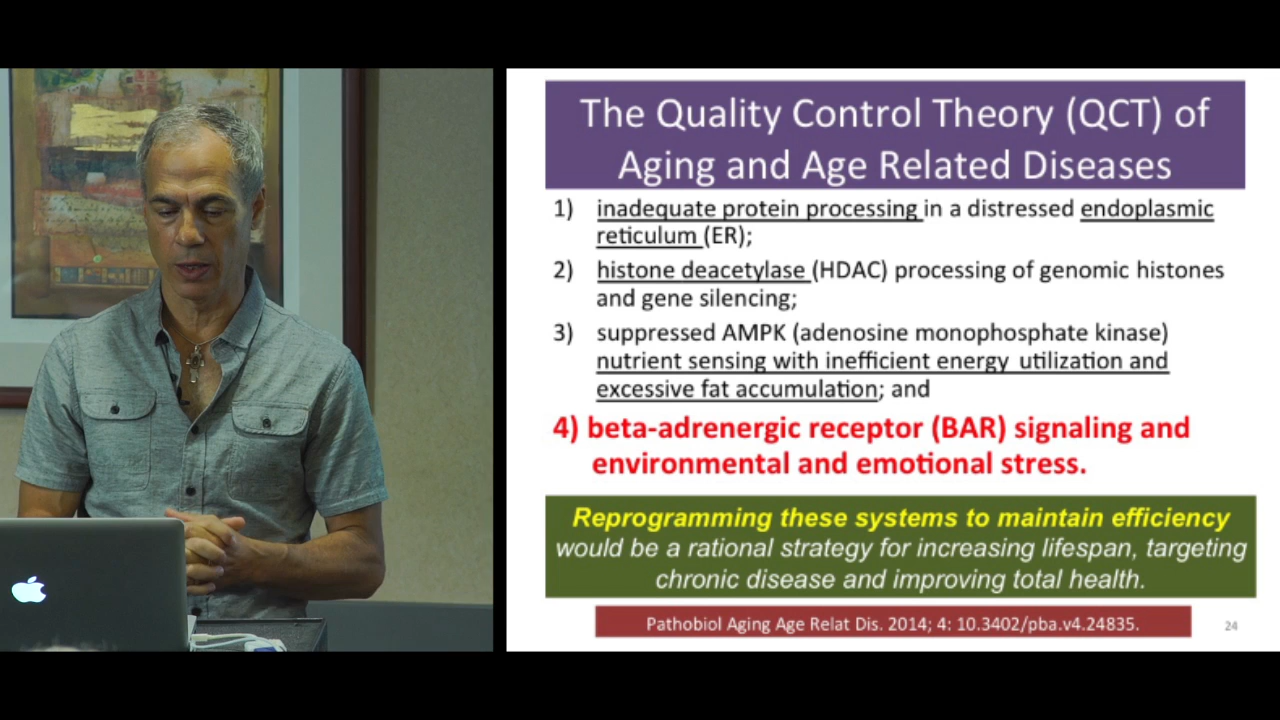 The Quality Control Theory (QCT) of
Aging and Age Related Diseases
1) inadequate protein processing in a distressed endoplasmic
reticulum (ER);
2) histone deacetylase (HDAC) processing of genomic histones
and gene silencing;
3) suppressed AMPK (adenosine monophosphate kinase)
nutrient sensing with inefficient energy utilization and
excessive fat accumulation; and
4) beta-adrenergic receptor (BAR) signaling and
environmental and emotional stress.
Reprogramming these systems to maintain efficiency
would be a rational strategy for increasing lifespan, targeting
chronic disease and improving total health.
Pathobiol Aging Age Relat Dis. 2014; 4: 10.3402/pba.v4.24835.
24